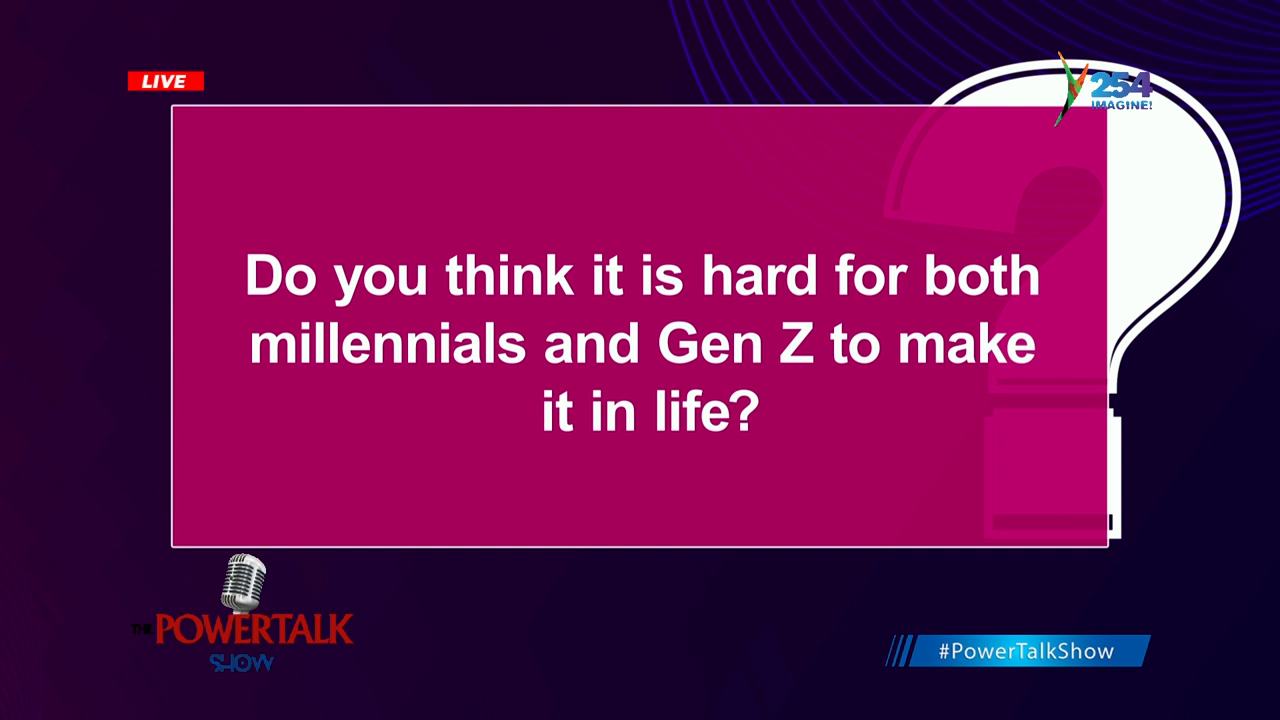 LIVE
Y254
IMAGINE!
Do you think it is hard for both
millennials and Gen Z to make
it in life?
THE POWERTALK
SHOW
#PowerTalkShow